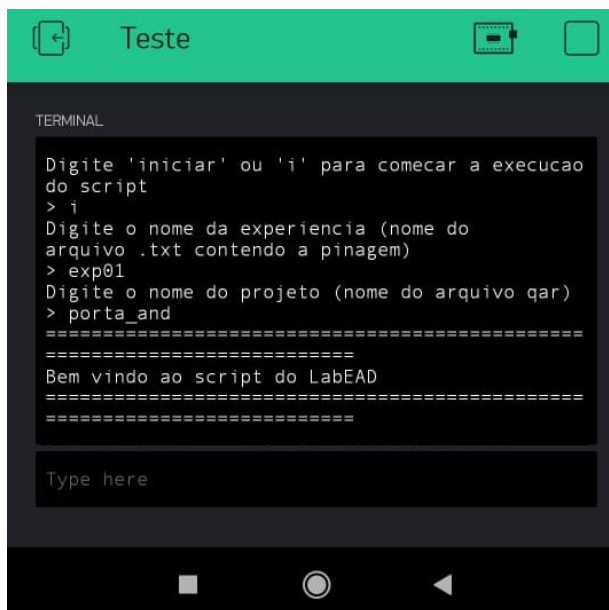 Teste
TERMINAL
Digite 'iniciar' ou 'i' para comecar a execucao
do script
> i
Digite o nome da experiencia (nome do
arquivo .txt contendo a pinagem)
> exp01
Digite o nome do projeto (nome do arquivo qar)
> porta_and
===============================================
===========================
Bem vindo ao script do LabEAD
===============================================
===========================
Type here